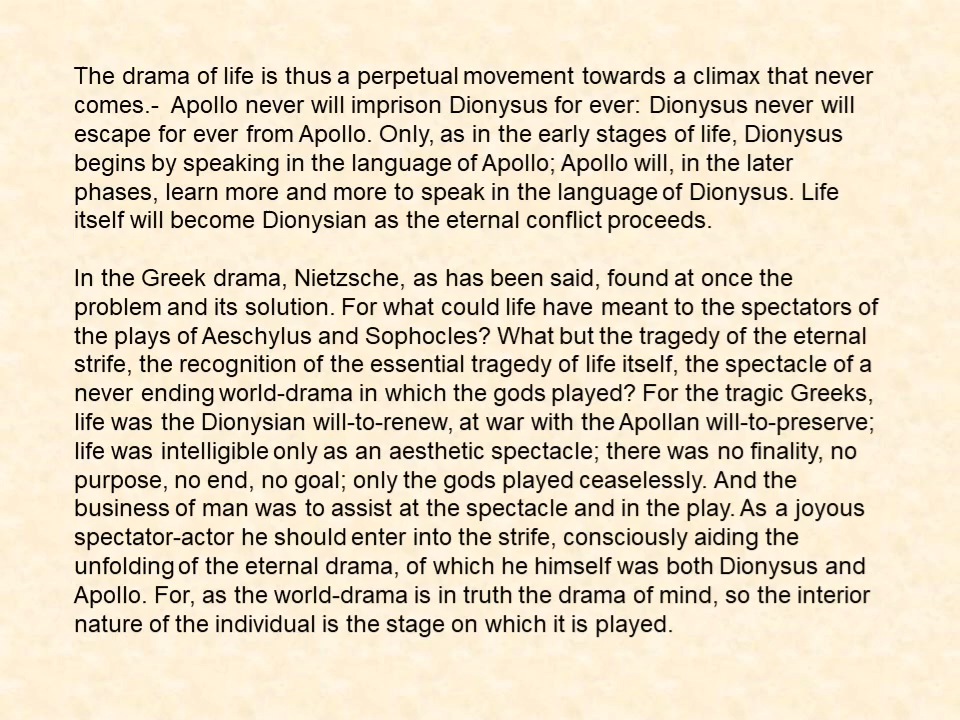 The drama of life is thus a perpetual movement towards a climax that never
comes.-  Apollo never will imprison Dionysus for ever: Dionysus never will
escape for ever from Apollo. Only, as in the early stages of life, Dionysus
begins by speaking in the language of Apollo; Apollo will, in the later
phases, learn more and more to speak in the language of Dionysus. Life
itself will become Dionysian as the eternal conflict proceeds.

In the Greek drama, Nietzsche, as has been said, found at once the
problem and its solution. For what could life have meant to the spectators of
the plays of Aeschylus and Sophocles? What but the tragedy of the eternal
strife, the recognition of the essential tragedy of life itself, the spectacle of a
never ending world-drama in which the gods played? For the tragic Greeks,
life was the Dionysian will-to-renew, at war with the Apollan will-to-preserve;
life was intelligible only as an aesthetic spectacle; there was no finality, no
purpose, no end, no goal; only the gods played ceaselessly. And the
business of man was to assist at the spectacle and in the play. As a joyous
spectator-actor he should enter into the strife, consciously aiding the
unfolding of the eternal drama, of which he himself was both Dionysus and
Apollo. For, as the world-drama is in truth the drama of mind, so the interior
nature of the individual is the stage on which it is played.